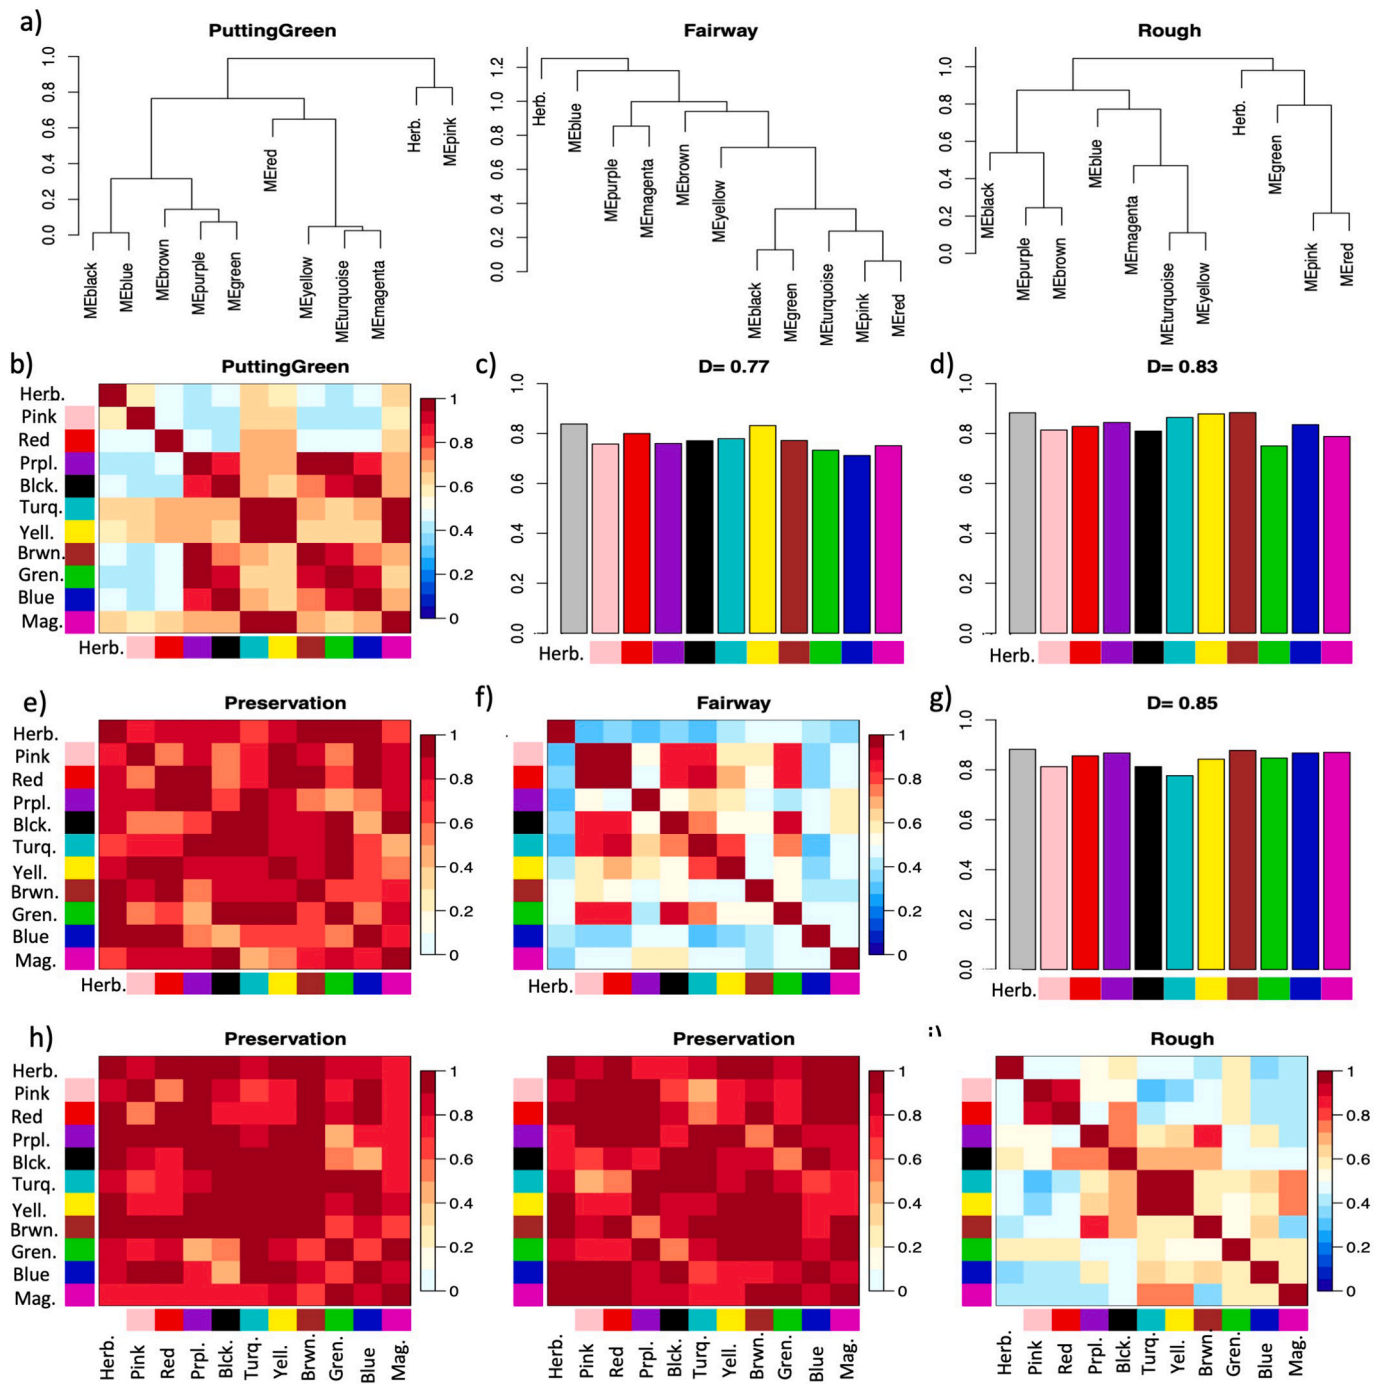 a)
PuttingGreen
Fairway
Rough
1.0
0.8
0.6
0.4
0.2
0.0
MEblack
MEblue
MEbrown
MEpurple
MEgreen
MEred
MEyellow
MEturquoise
MEmagenta
Herb.
MEpink
1.2
1.0
0.8
0.6
0.4
0.2
0.0
Herb.
MEblue
MEpurple
MEmagenta
MEbrown
MEyellow
MEblack
MEgreen
MEturquoise
MEpink
MEred
1.0
0.8
0.6
0.4
0.2
0.0
MEblack
MEpurple
MEbrown
MEblue
MEmagenta
MEturquoise
MEyellow
Herb.
MEgreen
MEpink
MEred
b)
PuttingGreen
Herb.
Pink
Red
Prpl.
Blck.
Turq.
Yell.
Brwn.
Gren.
Blue
Mag.
Herb.
1
0.8
0.6
0.4
0.2
0
c)
D= 0.77
1.0
0.8
0.6
0.4
0.2
0.0
Herb.
d)
D= 0.83
1.0
0.8
0.6
0.4
0.2
0.0
Herb.
e)
Preservation
Herb.
Pink
Red
Prpl.
Blck.
Turq.
Yell.
Brwn.
Gren.
Blue
Mag.
Herb.
1
0.8
0.6
0.4
0.2
0
f)
Fairway
1
0.8
0.6
0.4
0.2
0
Herb.
g)
D= 0.85
1.0
0.8
0.6
0.4
0.2
0.0
Herb.
h)
Preservation
Herb.
Pink
Red
Prpl.
Blck.
Turq.
Yell.
Brwn.
Gren.
Blue
Mag.
1
0.8
0.6
0.4
0.2
0
Herb.
Pink
Red
Prpl.
Blck.
Turq.
Yell.
Brwn.
Gren.
Blue
Mag.
Preservation
1
0.8
0.6
0.4
0.2
0
Herb.
Pink
Red
Prpl.
Blck.
Turq.
Yell.
Brwn.
Gren.
Blue
Mag.
Rough
1
0.8
0.6
0.4
0.2
0
Herb.
Pink
Red
Prpl.
Blck.
Turq.
Yell.
Brwn.
Gren.
Blue
Mag.